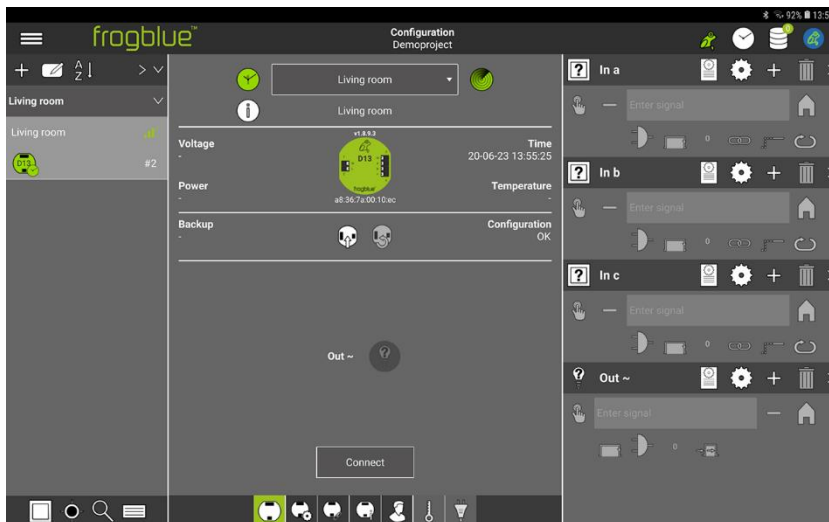 92% 13:5
frogblue™
Configuration
Demoproject
0
A
Z
Living room
Living room
D13
#2
Living room
Living room
Voltage
-
v1.8.9.3
D13
frogblue
a8:36:7a:00:10:ec
Time
20-06-23 13:55:25
Power
-
Temperature
-
Backup
-
Configuration
OK
Out ~
?
Connect
? In a
Enter signal
0
? In b
Enter signal
0
? In c
Enter signal
0
? Out ~
Enter signal
0